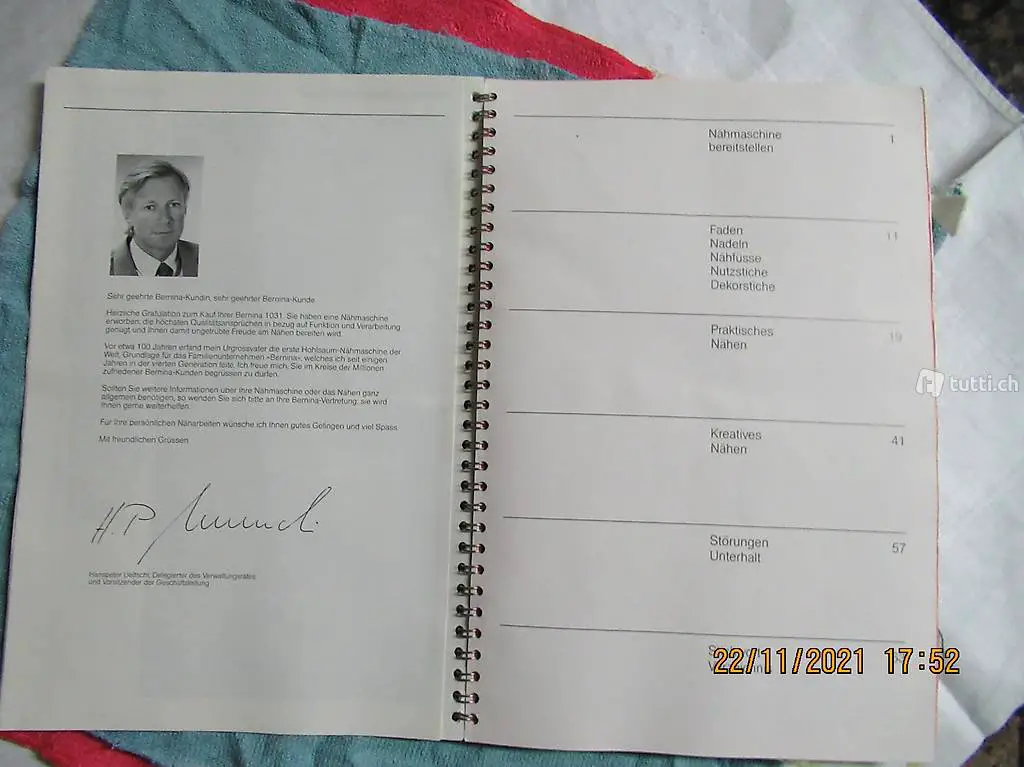 Sehr geehrte Bernina-Kundin, sehr geehrter Bernina-Kunde
Herzliche Gratulation zum Kauf Ihrer Bernina 1031. Sie haben eine Nähmaschine
erworben, die höchsten Qualitätsansprüchen in bezug auf Funktion und Verarbeitung
genügt und Ihnen damit ungetrübte Freude am Nähen bereiten wird.
Vor etwa 100 Jahren erfand mein Urgrossvater die erste Hohlsaum-Nähmaschine der
Welt, Grundlage für das Familienunternehmen »Bernina«, welches ich seit einigen
Jahren in der vierten Generation leite. Ich freue mich, Sie im Kreise der Millionen
zufriedener Bernina-Kunden begrüssen zu dürfen.
Sollten Sie weitere Informationen über Ihre Nähmaschine oder das Nähen ganz
allgemein benötigen, so wenden Sie sich bitte an Ihre Bernina-Vertretung, sie wird
Ihnen gerne weiterhelfen.
Für Ihre persönlichen Näharbeiten wünsche ich Ihnen gutes Gelingen und viel Spass.
Mit freundlichen Grüssen
H.P.
Hanspeter Ueltschi, Delegierter des Verwaltungsrates
und Vorsitzender der Geschäftsleitung
Nähmaschine 1
bereitstellen
Faden 11
Nadeln
Nähfüsse
Nutzstiche
Dekorstiche
Praktisches 19
Nähen
Kreatives 41
Nähen
Störungen 57
Unterhalt
22/11/2021 17:52
tutti.ch